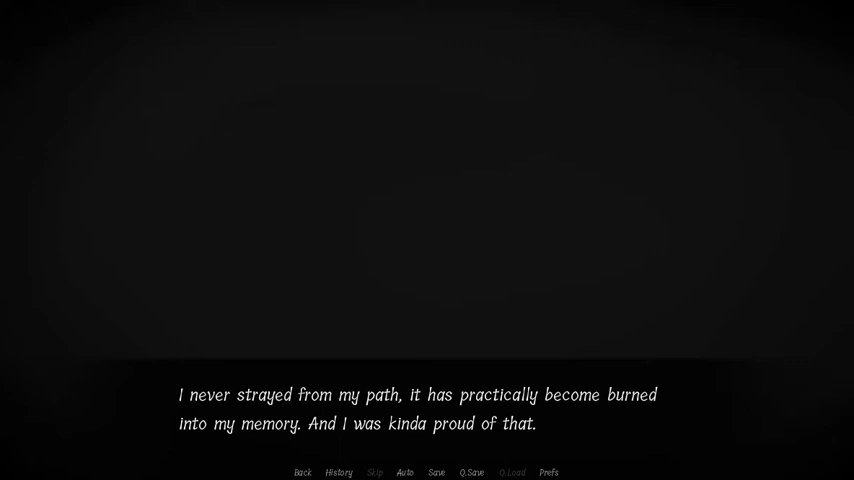 I never strayed from my path, it has practically become burned
into my memory. And I was kinda proud of that.
Back History Skip Auto Save Q.Save Q.Load Prefs